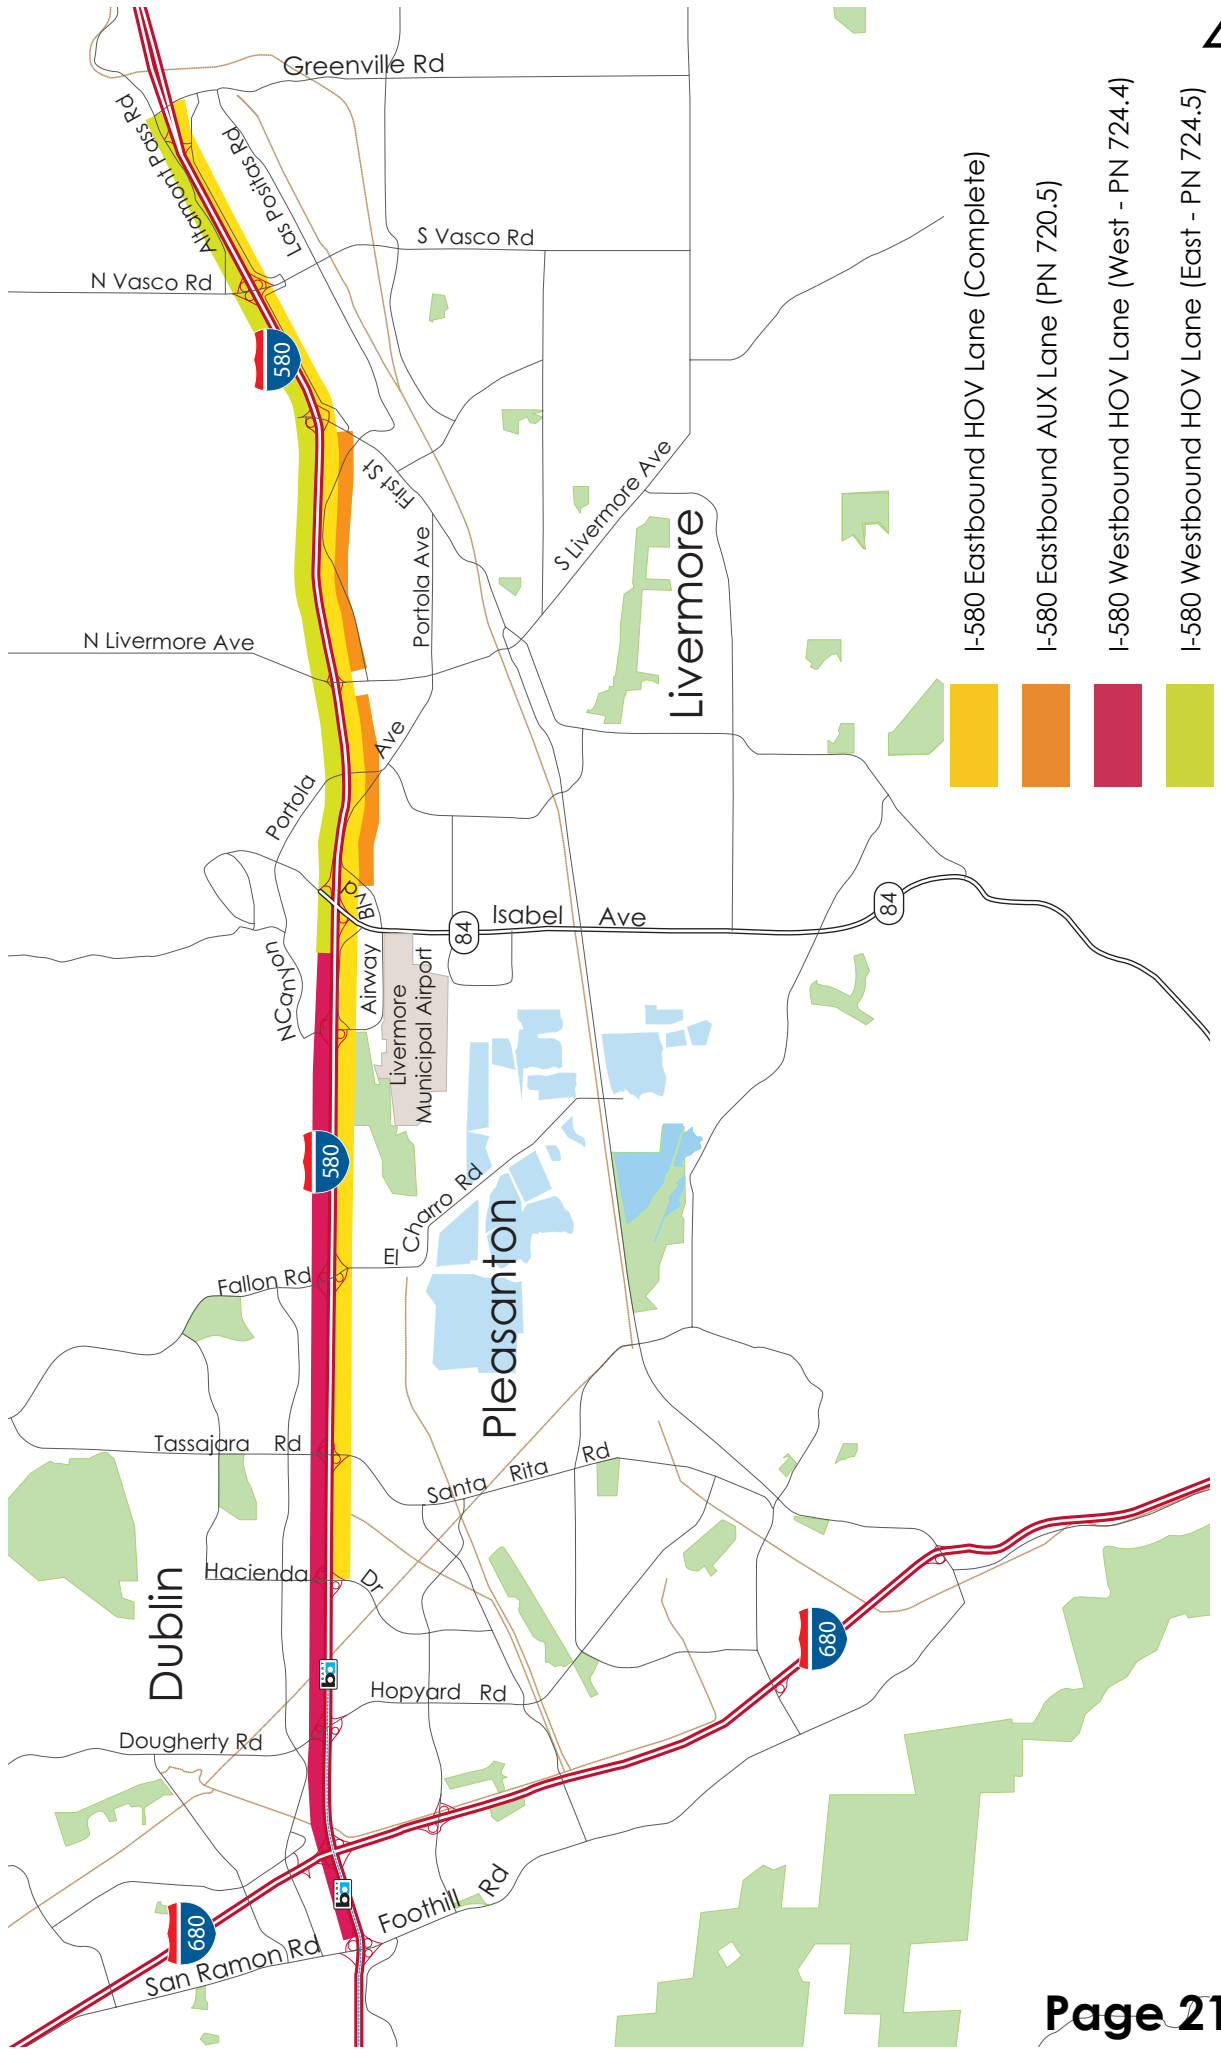 Greenville Rd
Altamont Pass Rd
Las Positas Rd
S Vasco Rd
N Vasco Rd
580
First St
Portola Ave
S Livermore Ave
Livermore
N Livermore Ave
Portola
Ave
N Canyon
Airway
Blvd
84
Isabel Ave
84
Livermore
Municipal Airport
580
El
Charro Rd
Fallon Rd
Pleasanton
Tassajara Rd
Santa Rita Rd
Hacienda
Dr
Dublin
Hopyard Rd
Dougherty Rd
ba
ba
680
680
Foothill
Rd
San Ramon Rd
I-580 Eastbound HOV Lane (Complete)
I-580 Eastbound AUX Lane (PN 720.5)
I-580 Westbound HOV Lane (West - PN 724.4)
I-580 Westbound HOV Lane (East - PN 724.5)
Page 21